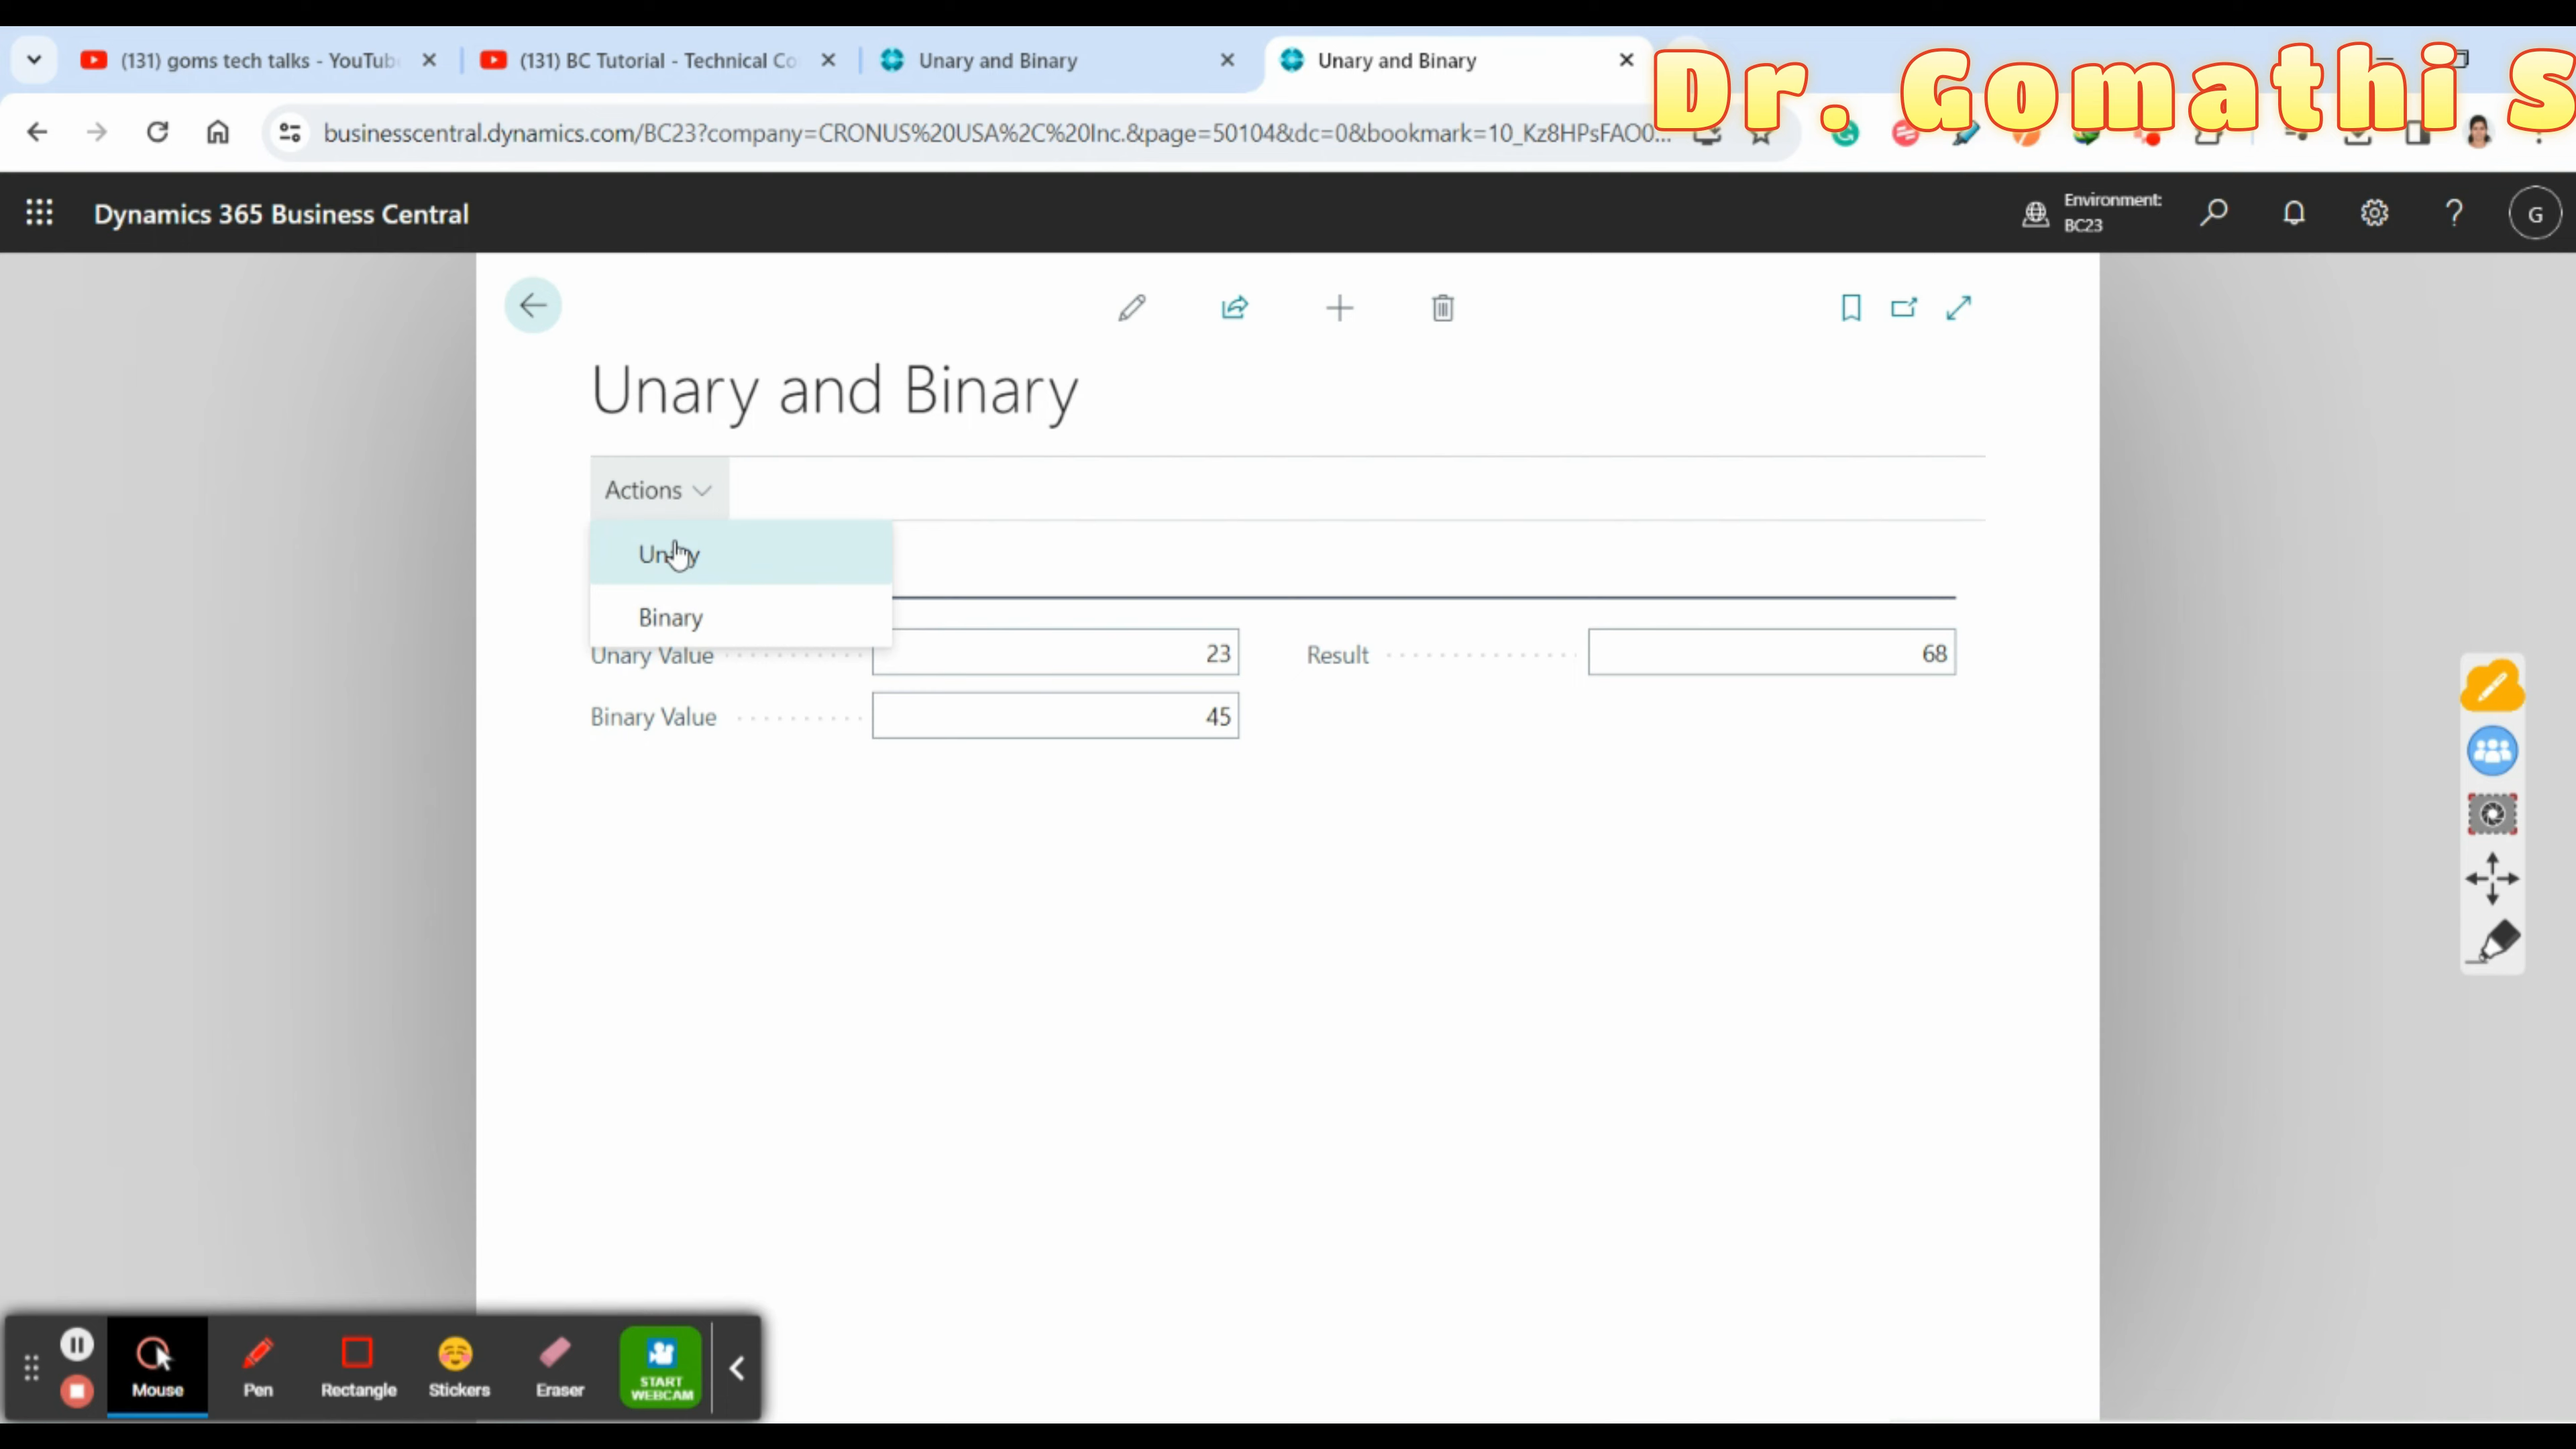 (131) goms tech talks - YouTub
(131) BC Tutorial - Technical Co
Unary and Binary
Unary and Binary
Dr. Gomathi S
businesscentral.dynamics.com/BC23?company=CRONUS%20USA%2C%20Inc.&page=50104&dc=0&bookmark=10_Kz8HPsFAO0...
Dynamics 365 Business Central
Environment:
BC23
?
G
Unary and Binary
Actions
Unary
Binary
Unary Value
23
Result
68
Binary Value
45
Mouse
Pen
Rectangle
Stickers
Eraser
START
WEBCAM